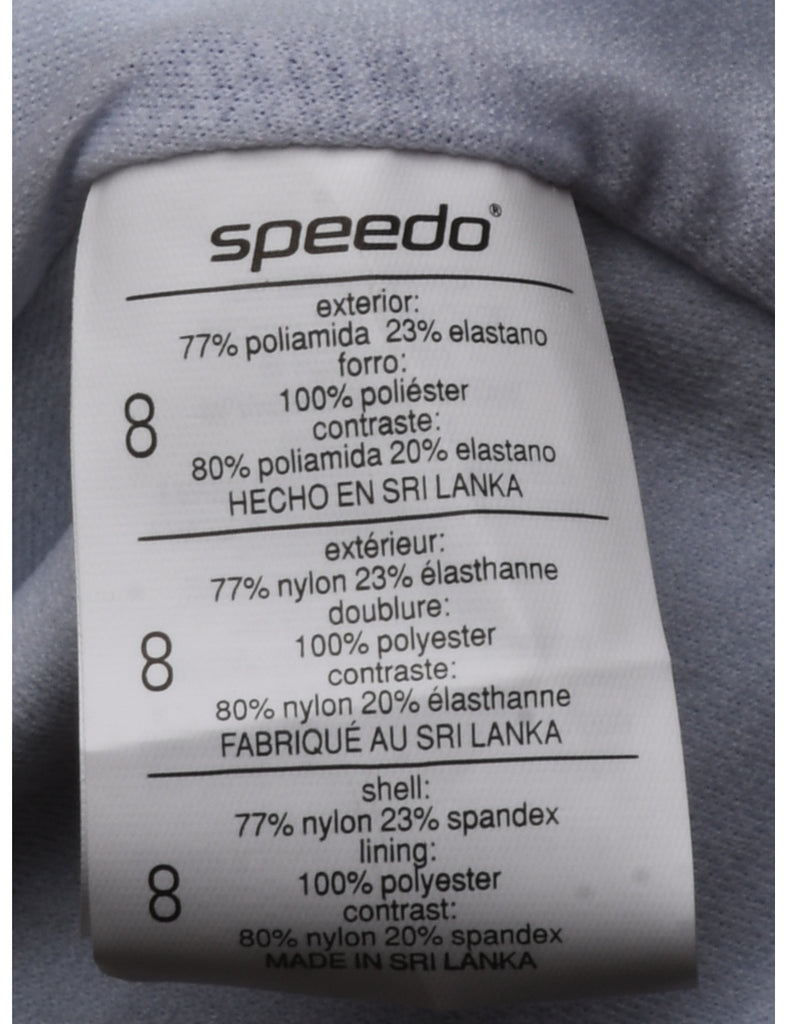 speedo®
exterior:
77% poliamida 23% elastano
forro:
100% poliéster
8
contraste:
80% poliamida 20% elastano
HECHO EN SRI LANKA
extérieur:
77% nylon 23% élasthanne
doublure:
100% polyester
8
contraste:
80% nylon 20% élasthanne
FABRIQUÉ AU SRI LANKA
shell:
77% nylon 23% spandex
lining:
100% polyester
8
contrast:
80% nylon 20% spandex
MADE IN SRI LANKA